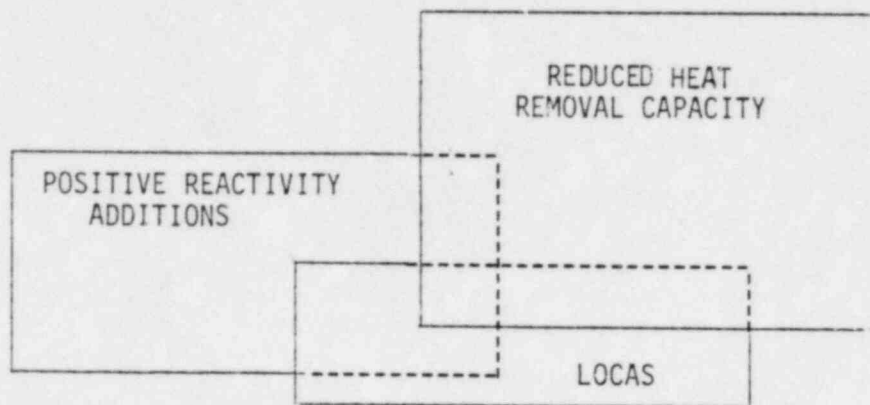 REDUCED HEAT
REMOVAL CAPACITY
POSITIVE REACTIVITY
ADDITIONS
LOCAS